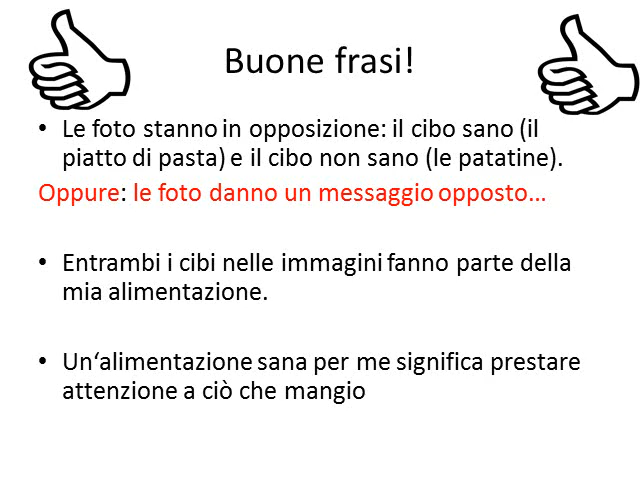 Buone frasi!
• Le foto stanno in opposizione: il cibo sano (il
piatto di pasta) e il cibo non sano (le patatine).
Oppure: le foto danno un messaggio opposto...
• Entrambi i cibi nelle immagini fanno parte della
mia alimentazione.
• Un‘alimentazione sana per me significa prestare
attenzione a ciò che mangio